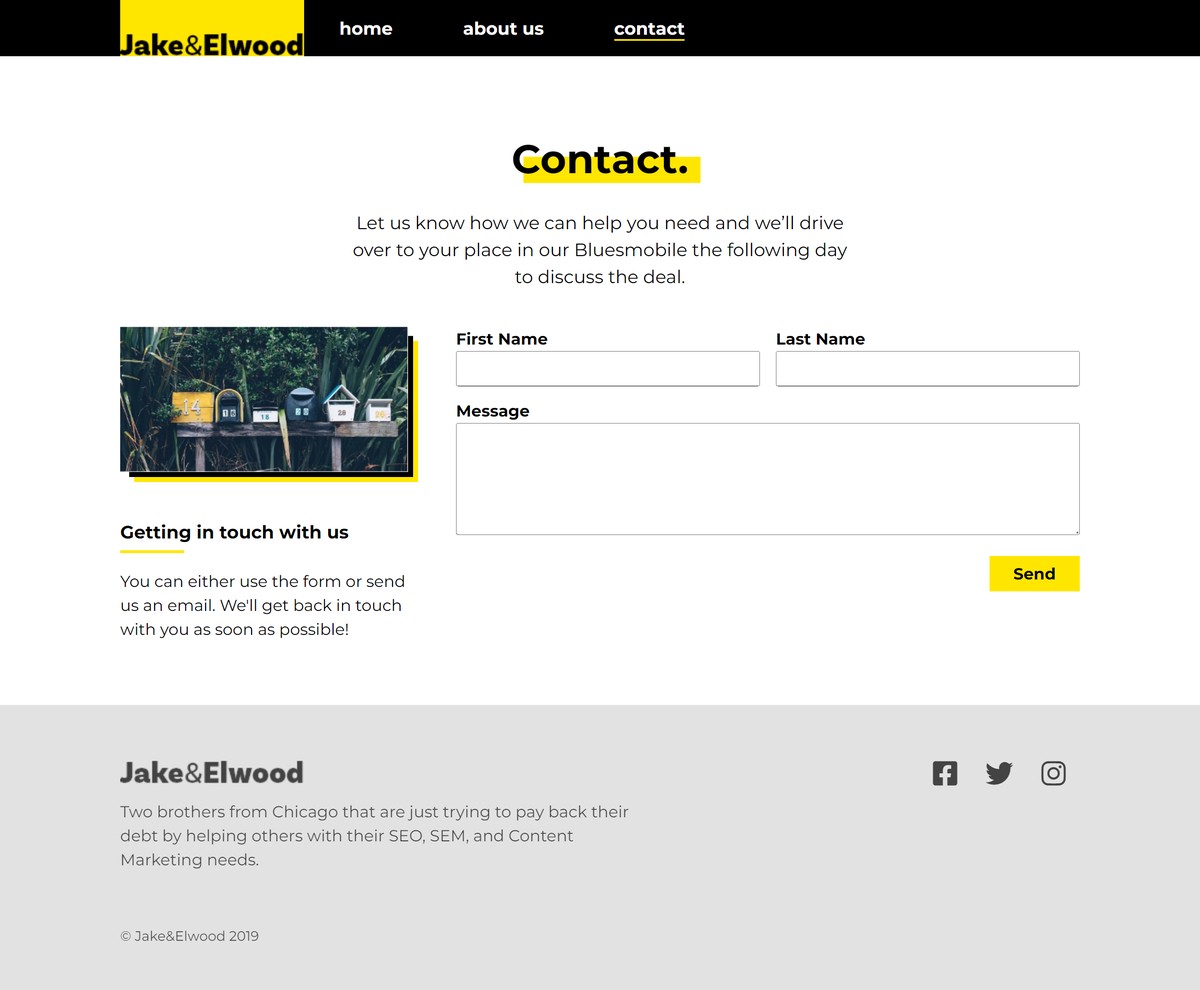 Jake&Elwood
home
about us
contact
Contact.
Let us know how we can help you need and we’ll drive
over to your place in our Bluesmobile the following day
to discuss the deal.
First Name
Last Name
Message
14
16
18
20
28
20
Getting in touch with us
You can either use the form or send
us an email. We'll get back in touch
with you as soon as possible!
Send
Jake&Elwood
Two brothers from Chicago that are just trying to pay back their
debt by helping others with their SEO, SEM, and Content
Marketing needs.
© Jake&Elwood 2019